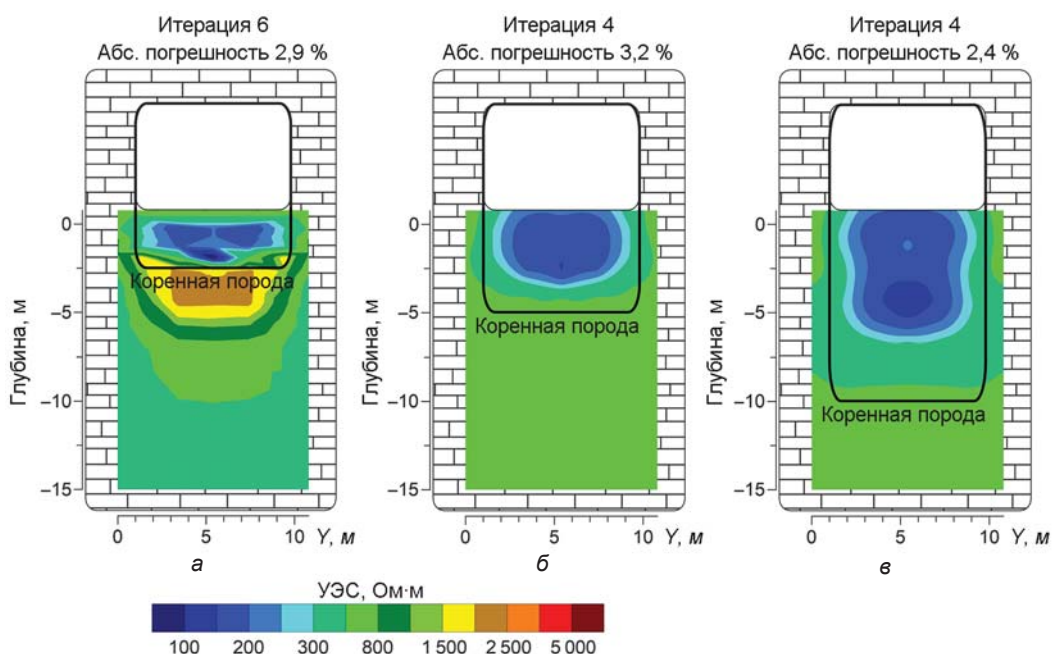 Итерация 6
Абс. погрешность 2,9 %
Итерация 4
Абс. погрешность 3,2 %
Итерация 4
Абс. погрешность 2,4 %
Глубина, м
0
−5
−10
−15
Коренная порода
0 5 10 Y, м
а
Глубина, м
0
−5
−10
−15
Коренная порода
0 5 10 Y, м
б
Глубина, м
0
−5
−10
−15
Коренная порода
0 5 10 Y, м
в
УЭС, Ом·м
100 200 300 800 1 500 2 500 5 000